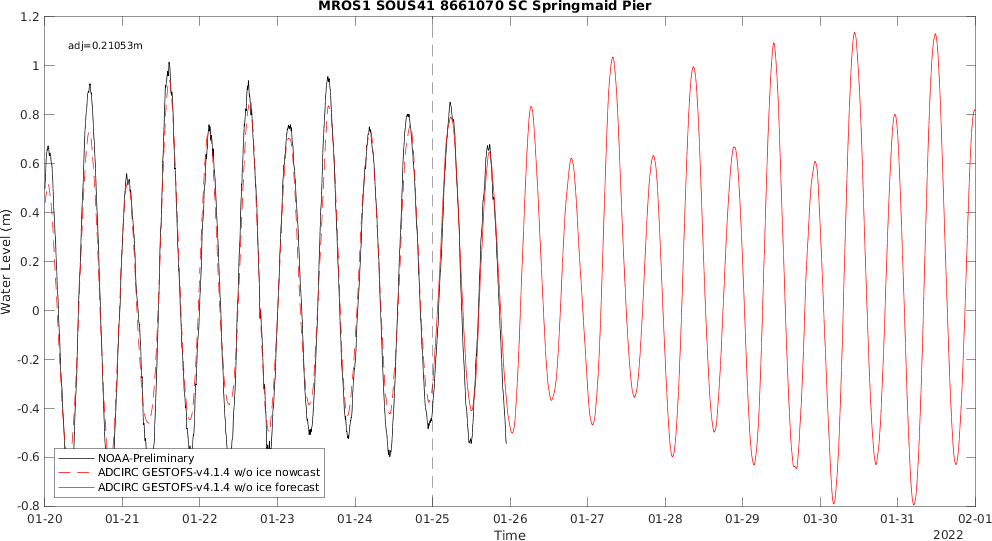 MROS1 SOUS41 8661070 SC Springmaid Pier
adj=0.21053m
Water Level (m)
1.2
1
0.8
0.6
0.4
0.2
0
-0.2
-0.4
-0.6
-0.8
NOAA-Preliminary
ADCIRC GESTOFS-v4.1.4 w/o ice nowcast
ADCIRC GESTOFS-v4.1.4 w/o ice forecast
01-20 01-21 01-22 01-23 01-24 01-25 01-26 01-27 01-28 01-29 01-30 01-31 02-01
Time
2022